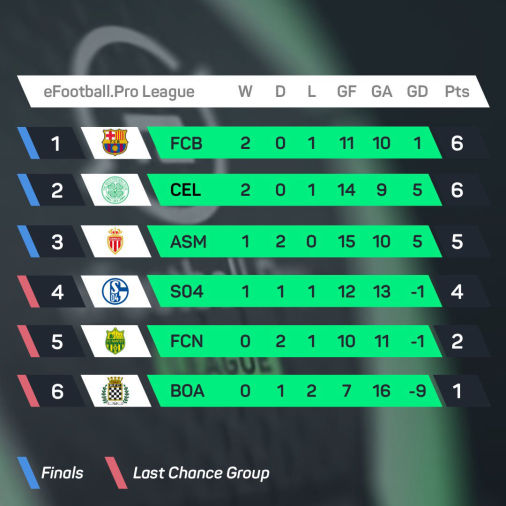 eFootball.Pro League W D L GF GA GD Pts
1 FCB 2 0 1 11 10 1 6
2 CEL 2 0 1 14 9 5 6
3 ASM 1 2 0 15 10 5 5
4 S04 1 1 1 12 13 -1 4
5 FCN 0 2 1 10 11 -1 2
6 BOA 0 1 2 7 16 -9 1
LEAGUE
Finals Last Chance Group